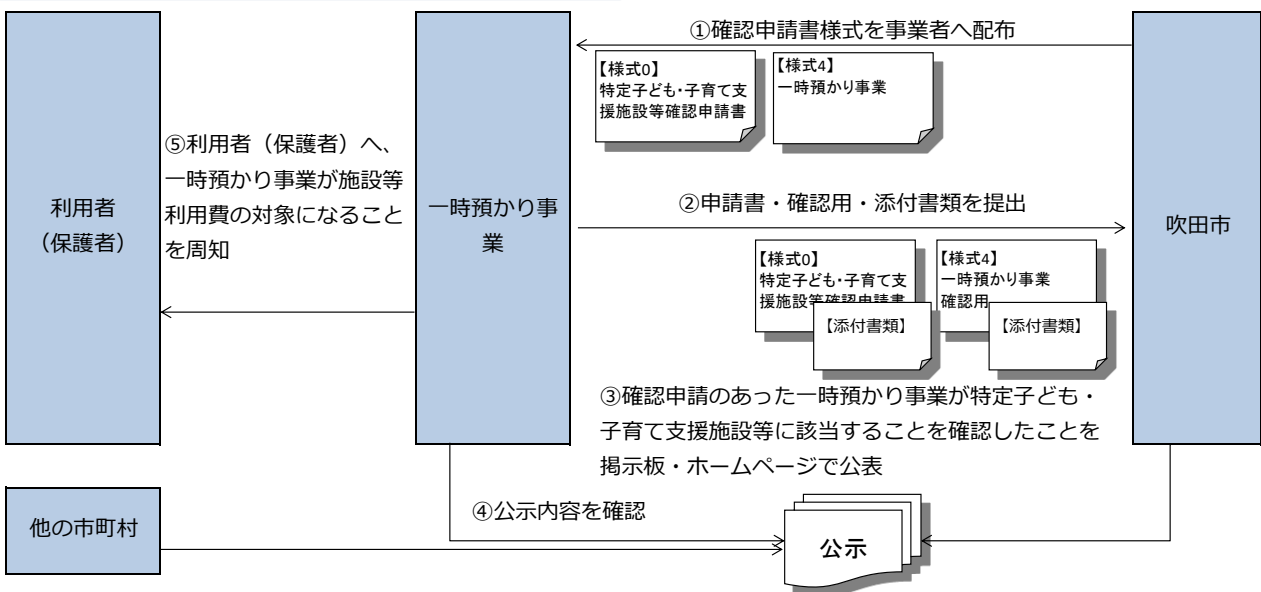 ①確認申請書様式を事業者へ配布
【様式0】
特定子ども・子育て支
援施設等確認申請書
【様式4】
一時預かり事業
⑤利用者（保護者）へ、
一時預かり事業が施設等
利用費の対象になること
を周知
利用者
（保護者）
一時預かり事
業
②申請書・確認用・添付書類を提出
吹田市
【様式0】
特定子ども・子育て支
援施設等確認申請書
【添付書類】
【様式4】
一時預かり事業
確認用
【添付書類】
③確認申請のあった一時預かり事業が特定子ども・
子育て支援施設等に該当することを確認したことを
掲示板・ホームページで公表
④公示内容を確認
他の市町村
公示